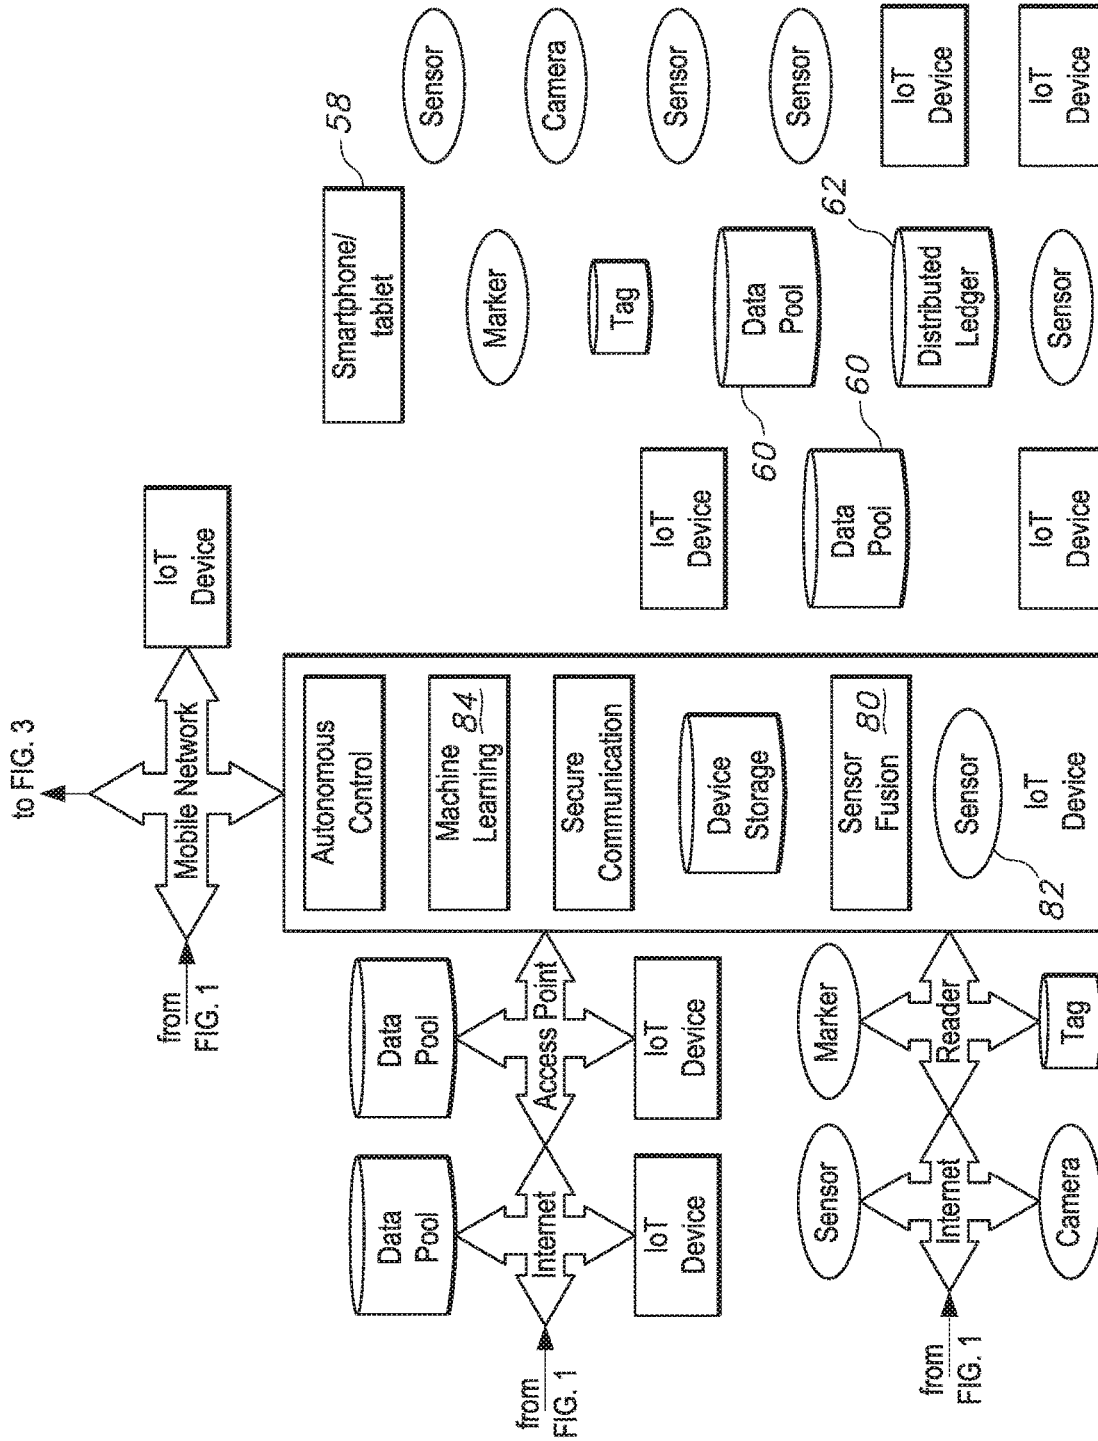 from
FIG. 1
from
FIG. 1
from
FIG. 1
to FIG. 3
Camera
Internet
Sensor
IoT
Device
Internet
Data
Pool
Tag
Reader
Marker
IoT
Device
Access Point
Data
Pool
Mobile Network
IoT
Device
82
Sensor
Sensor
Fusion
80
Device
Storage
Secure
Communication
Machine
Learning
84
Autonomous
Control
IoT
Device
IoT
Device
Data
Pool
60
IoT
Device
60
Sensor
Distributed
Ledger
62
Data
Pool
Tag
Marker
Smartphone/
tablet
58
IoT
Device
IoT
Device
Sensor
Sensor
Camera
Sensor